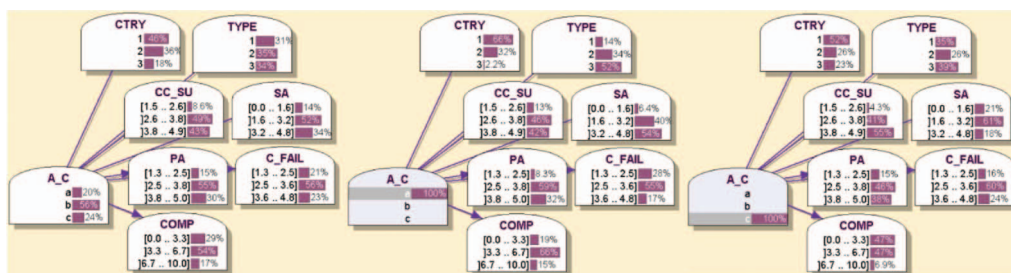 CTRY
1 46%
2 36%
3 18%
TYPE
1 31%
2 35%
3 34%
CC_SU
[1.5 .. 2.6] 8.6%
]2.6 .. 3.8] 49%
]3.8 .. 4.9] 43%
SA
[0.0 .. 1.6] 14%
]1.6 .. 3.2] 52%
]3.2 .. 4.8] 34%
A_C
a 20%
b 56%
c 24%
PA
[1.3 .. 2.5] 15%
]2.5 .. 3.8] 55%
]3.8 .. 5.0] 30%
C_FAIL
[1.3 .. 2.5] 21%
]2.5 .. 3.6] 56%
]3.6 .. 4.8] 23%
COMP
[0.0 .. 3.3] 29%
]3.3 .. 6.7] 54%
]6.7 .. 10.0] 17%
CTRY
1 66%
2 32%
3 2.2%
TYPE
1 14%
2 34%
3 52%
CC_SU
[1.5 .. 2.6] 13%
]2.6 .. 3.8] 46%
]3.8 .. 4.9] 42%
SA
[0.0 .. 1.6] 6.4%
]1.6 .. 3.2] 40%
]3.2 .. 4.8] 54%
A_C
a 100%
b
c
PA
[1.3 .. 2.5] 8.3%
]2.5 .. 3.8] 59%
]3.8 .. 5.0] 32%
C_FAIL
[1.3 .. 2.5] 28%
]2.5 .. 3.6] 55%
]3.6 .. 4.8] 17%
COMP
[0.0 .. 3.3] 19%
]3.3 .. 6.7] 66%
]6.7 .. 10.0] 15%
CTRY
1 52%
2 26%
3 23%
TYPE
1 35%
2 26%
3 39%
CC_SU
[1.5 .. 2.6] 4.3%
]2.6 .. 3.8] 41%
]3.8 .. 4.9] 55%
SA
[0.0 .. 1.6] 21%
]1.6 .. 3.2] 61%
]3.2 .. 4.8] 18%
A_C
a
b
c 100%
PA
[1.3 .. 2.5] 15%
]2.5 .. 3.8] 46%
]3.8 .. 5.0] 38%
C_FAIL
[1.3 .. 2.5] 16%
]2.5 .. 3.6] 60%
]3.6 .. 4.8] 24%
COMP
[0.0 .. 3.3] 47%
]3.3 .. 6.7] 47%
]6.7 .. 10.0] 6.9%